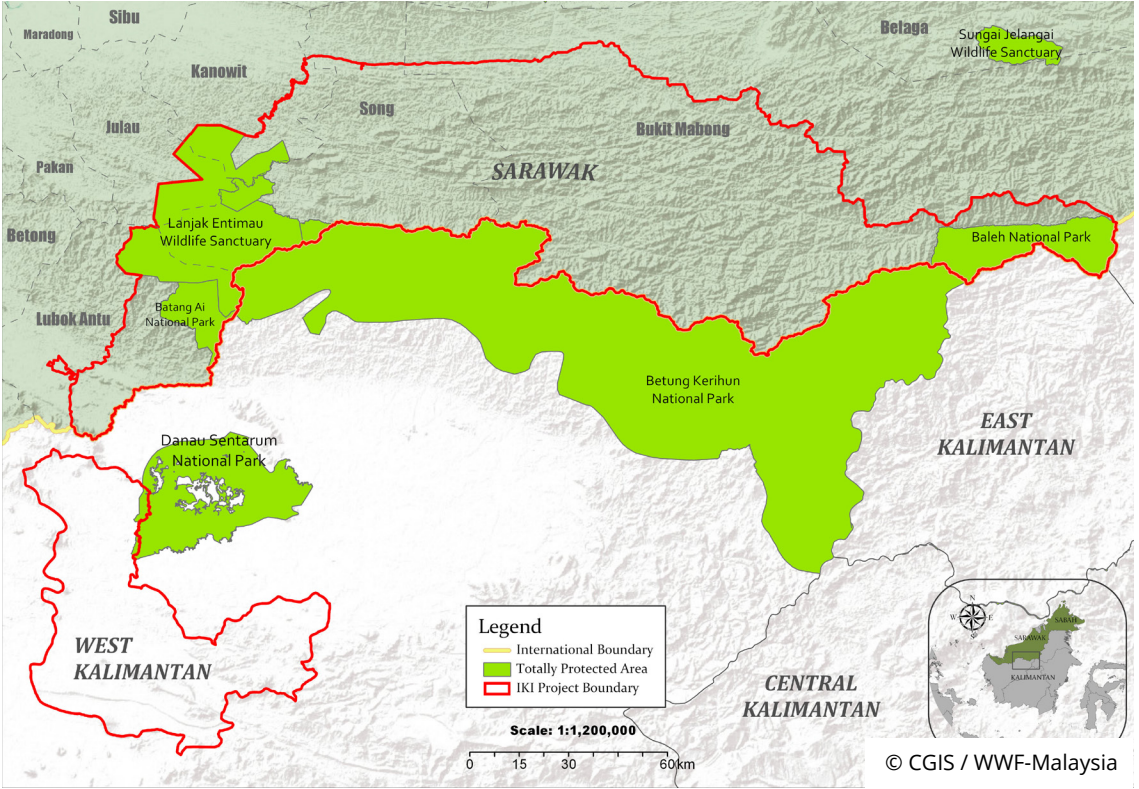 Sibu
Maradong
Belaga
Sungai Jelangai
Wildlife Sanctuary
Kanowit
Song
Julau
Bukit Mabong
Pakan
SARAWAK
Lanjak Entimau
Wildlife Sanctuary
Betong
Baleh National Park
Batang Ai
National Park
Lubok Antu
Betung Kerihun
National Park
EAST
KALIMANTAN
Danau Sentarum
National Park
WEST
KALIMANTAN
CENTRAL
KALIMANTAN
Legend
International Boundary
Totally Protected Area
IKI Project Boundary
Scale: 1:1,200,000
0 15 30 60km
N
W E
S
SABAH
SARAWAK
KALIMANTAN
© CGIS / WWF-Malaysia